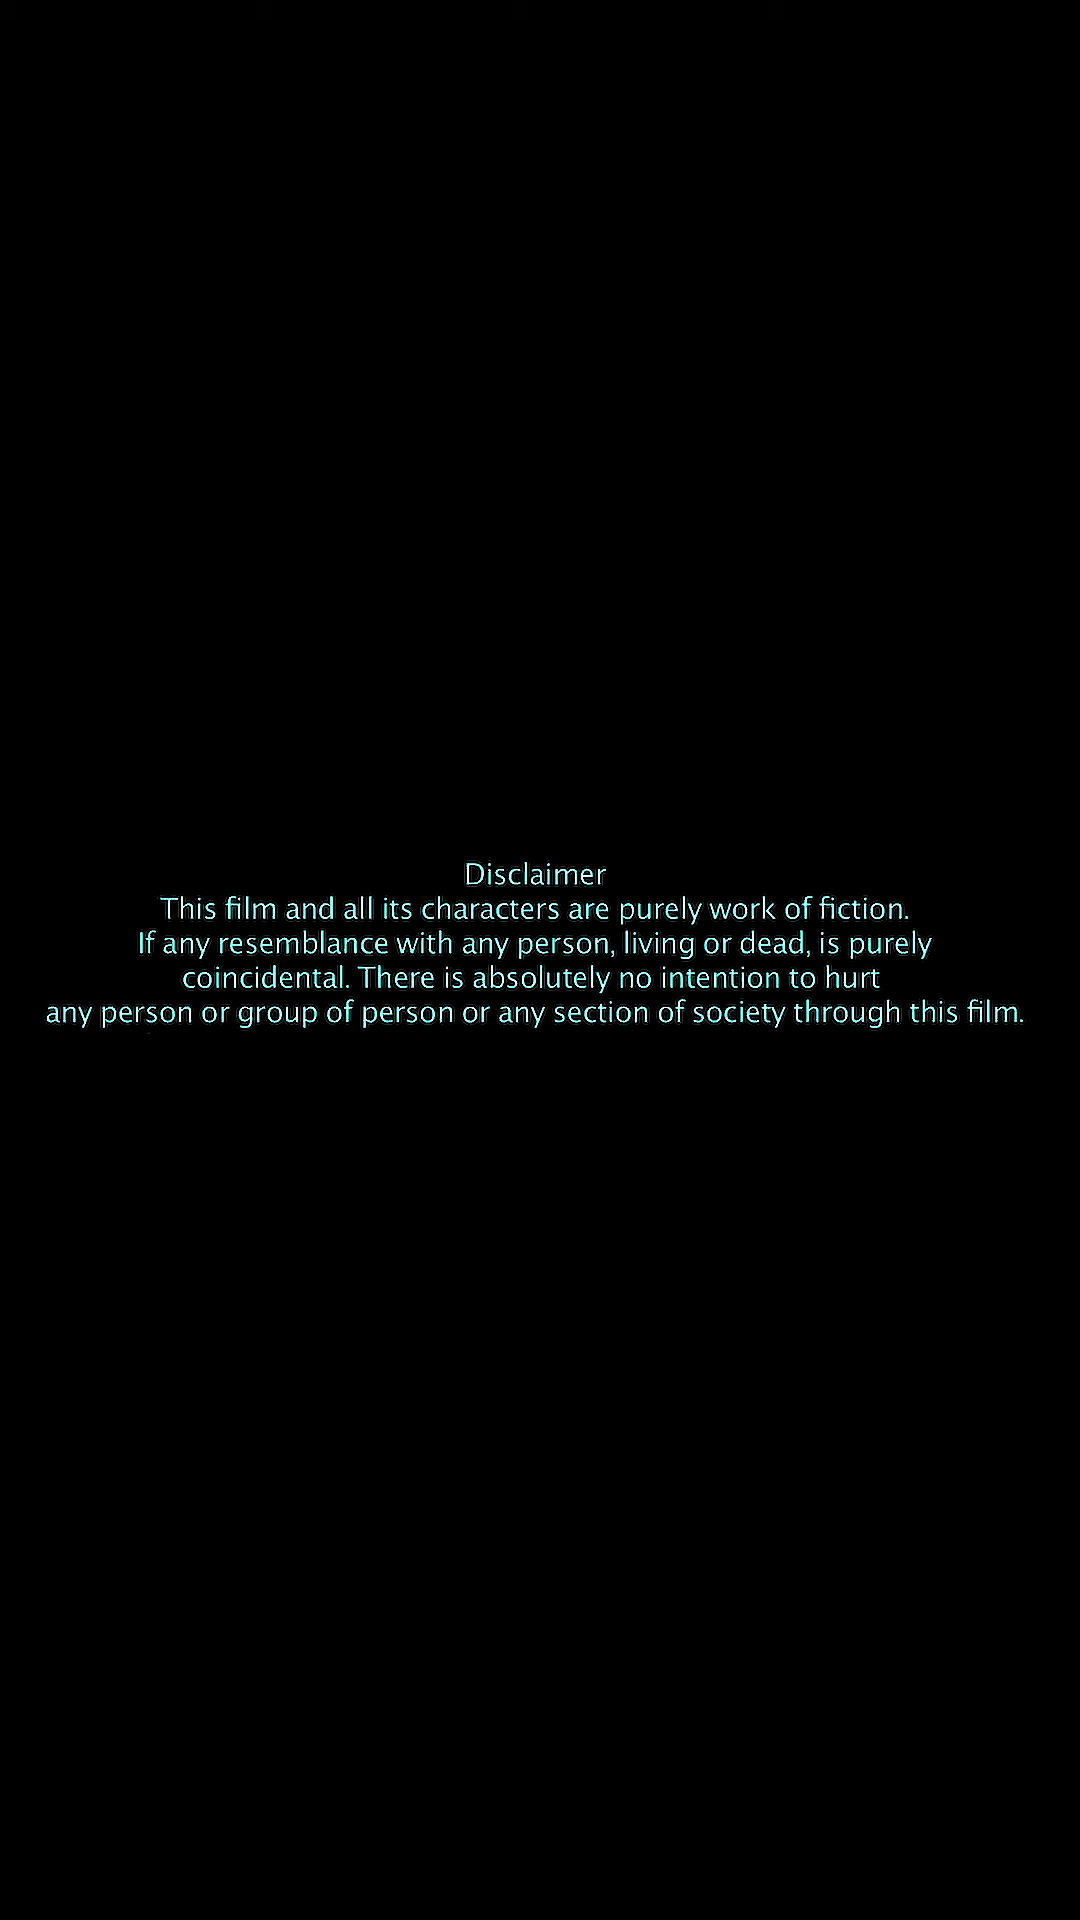 Disclaimer
This film and all its characters are purely work of fiction.
If any resemblance with any person, living or dead, is purely
coincidental. There is absolutely no intention to hurt
any person or group of person or any section of society through this film.